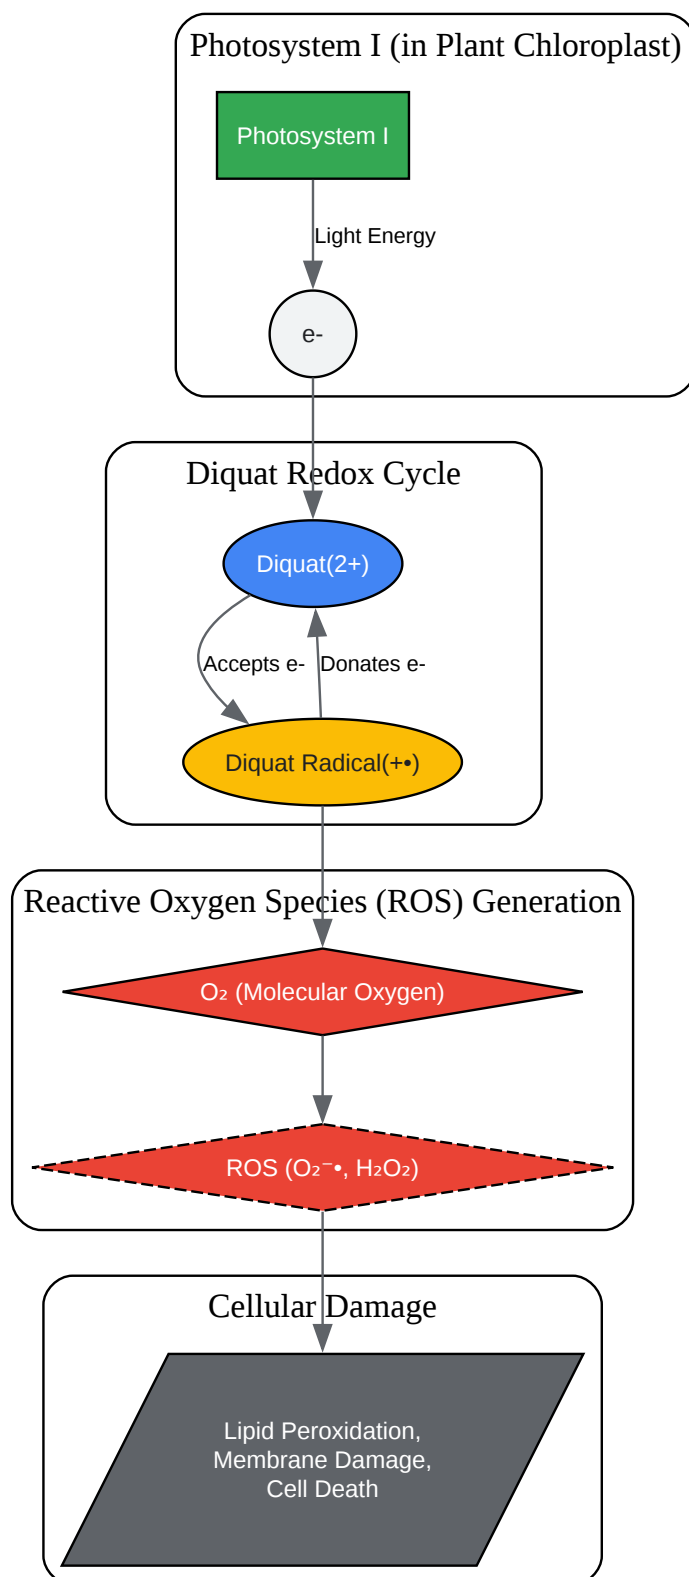 Photosystem I (in Plant Chloroplast)
Photosystem I
Light Energy
e-
Diquat Redox Cycle
Diquat(2+)
Accepts e-
Donates e-
Diquat Radical(+•)
Reactive Oxygen Species (ROS) Generation
O₂ (Molecular Oxygen)
ROS (O₂⁻•, H₂O₂)
Cellular Damage
Lipid Peroxidation,
Membrane Damage,
Cell Death